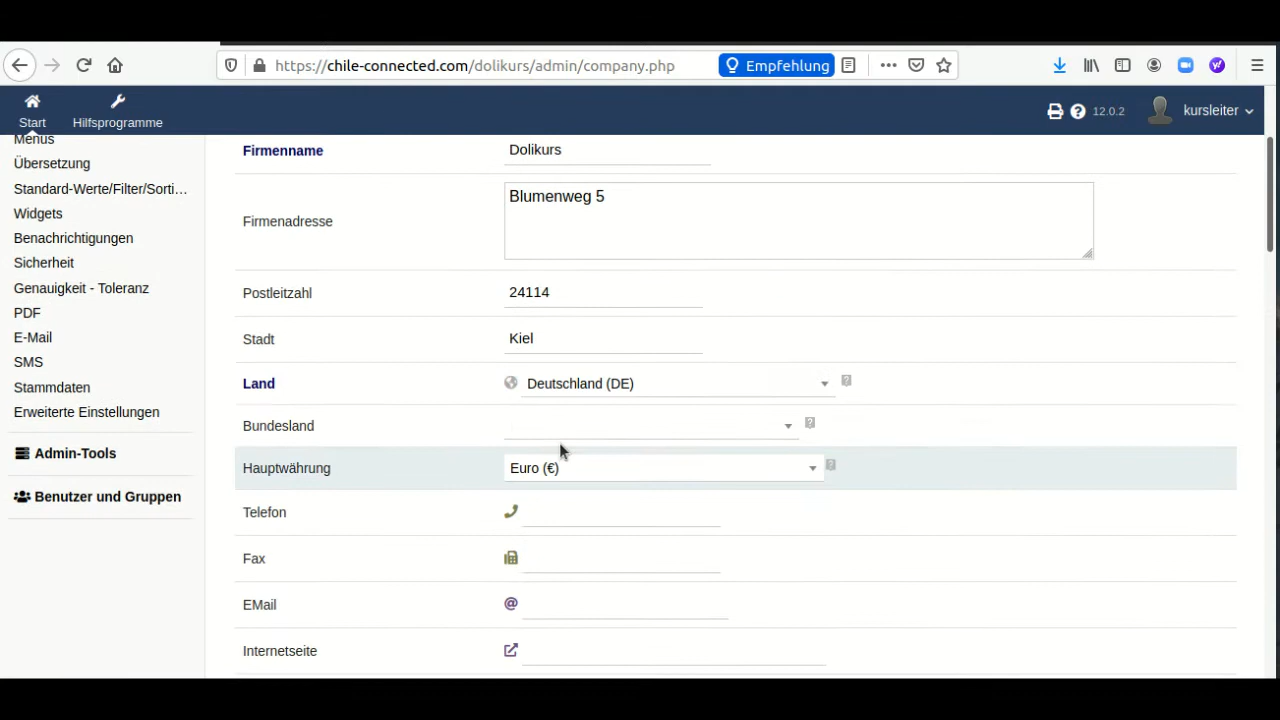 https://chile-connected.com/dolikurs/admin/company.php
Empfehlung
Start
Hilfsprogramme
12.0.2
kursleiter
Menüs
Übersetzung
Standard-Werte/Filter/Sorti…
Widgets
Benachrichtigungen
Sicherheit
Genauigkeit - Toleranz
PDF
E-Mail
SMS
Stammdaten
Erweiterte Einstellungen
Admin-Tools
Benutzer und Gruppen
Firmenname Dolikurs
Firmenadresse Blumenweg 5
Postleitzahl 24114
Stadt Kiel
Land Deutschland (DE)
Bundesland
Hauptwährung Euro (€)
Telefon
Fax
EMail @
Internetseite